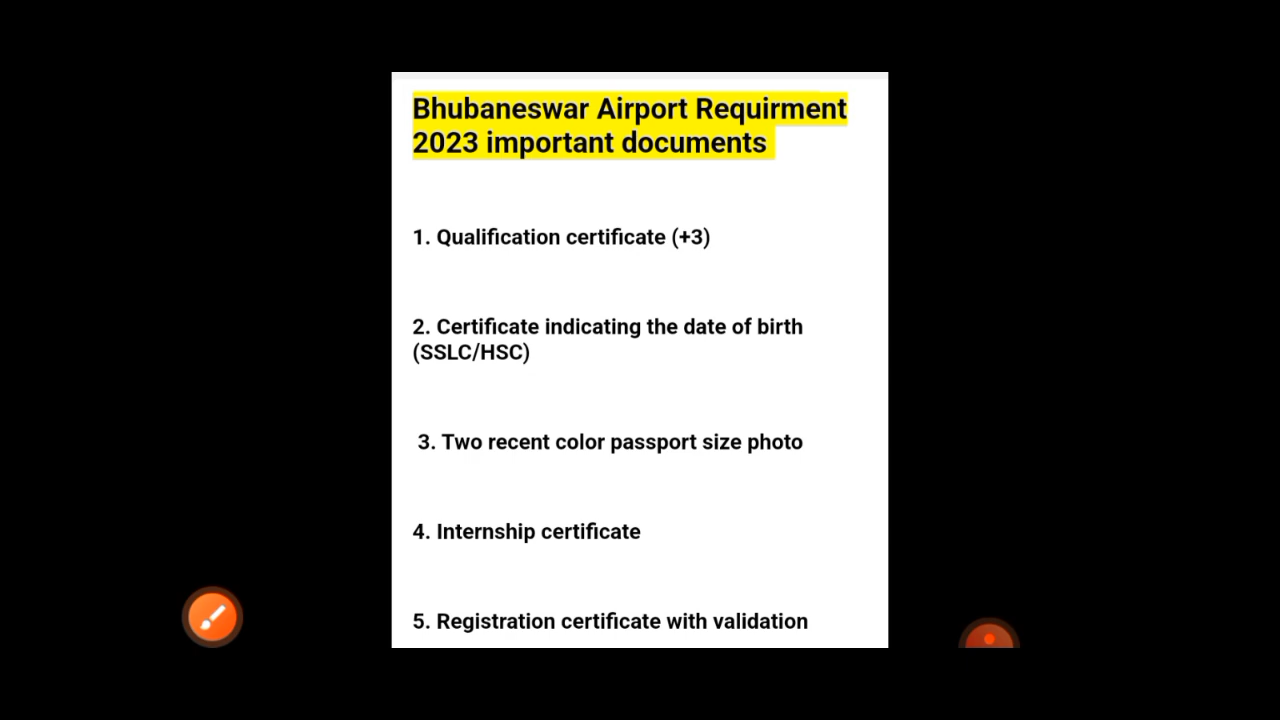 Bhubaneswar Airport Requirment
2023 important documents
1. Qualification certificate (+3)
2. Certificate indicating the date of birth
(SSLC/HSC)
3. Two recent color passport size photo
4. Internship certificate
5. Registration certificate with validation